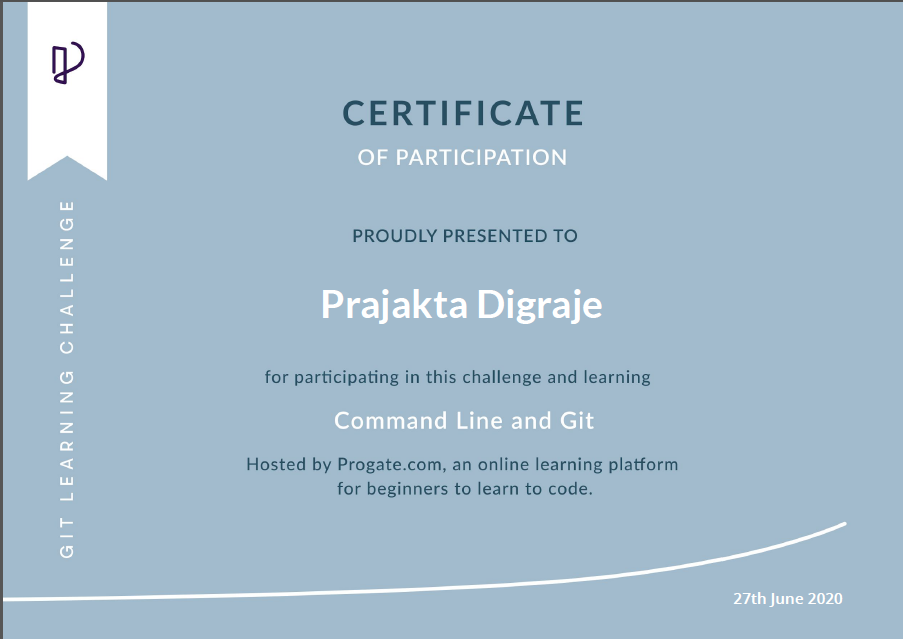 CERTIFICATE
OF PARTICIPATION
PROUDLY PRESENTED TO
Prajakta Digraje
for participating in this challenge and learning
Command Line and Git
Hosted by Progate.com, an online learning platform
for beginners to learn to code.
GIT LEARNING CHALLENGE
27th June 2020